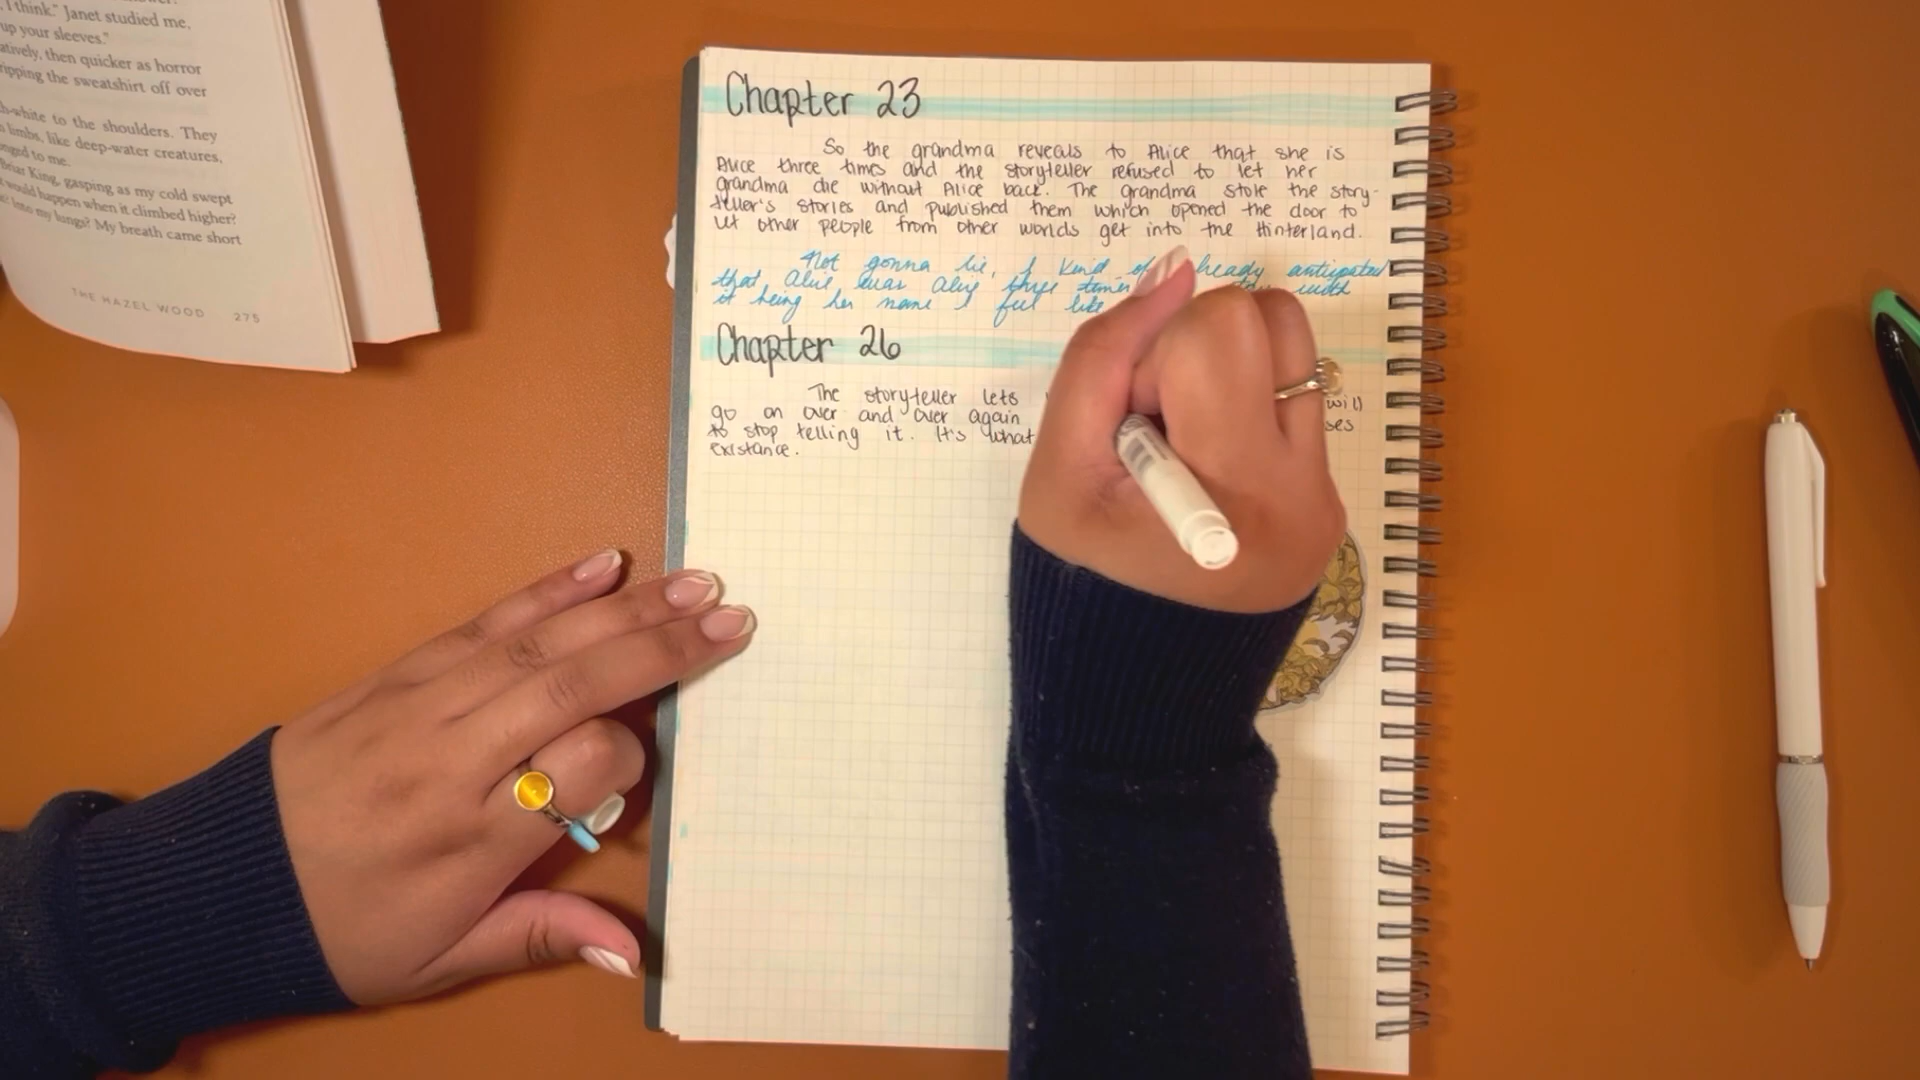 I think." Janet studied me.
up your sleeves."
atively, then quicker as horror
ripping the sweatshirt off over
h-white to the shoulders. They
limbs, like deep-water creatures,
onged to me.
Briar King, gasping as my cold swept
would happen when it climbed higher?
Into my lungs? My breath came short
THE HAZEL WOOD 275
Chapter 23
So the grandma reveals to Alice that she is
Alice three times and the storyteller refused to let her
grandma die without Alice back. The grandma stole the story-
teller's stories and published them which opened the door to
let other people from other worlds get into the Hinterland.
Not gonna lie, I kind of anticipated
that Alice was Alice three times with
it being her name I feel like
Chapter 26
The storyteller lets will
go on over and over again
to stop telling it. It's what
existance.